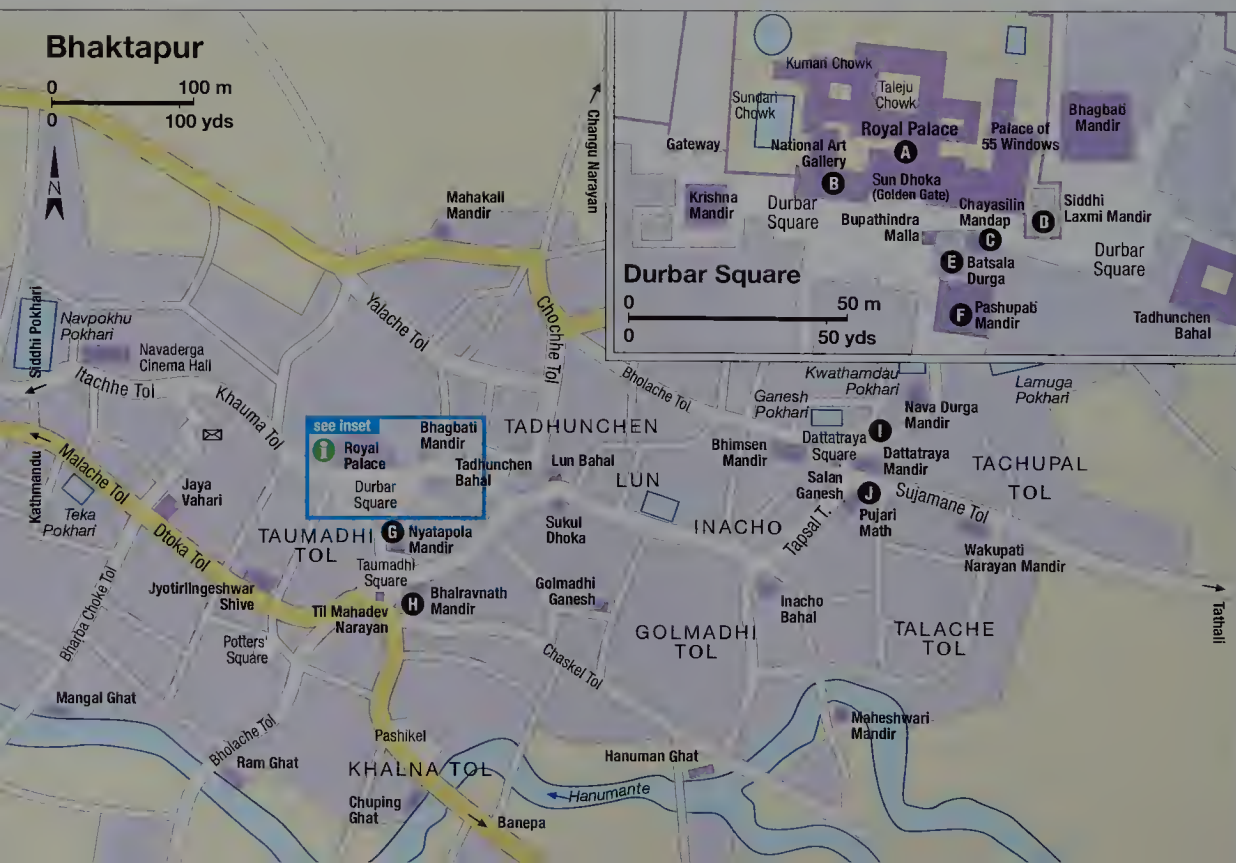 Bhaktapur
0 100 m
0 100 yds
N
Changu Narayan
Mahakali
Mandir
Siddhi Pokhari
Navpokhu
Pokhari
Navaderga
Cinema Hall
Itachhe Tol
Khauma Tol
Yalache Tol
Chochhe Tol
Kathmandu
Malache Tol
Teka
Pokhari
Jaya
Vahari
Dtoka Tol
see inset
i
Royal
Palace
Bhagbati
Mandir
Durbar
Square
Tadhunchen
Bahal
TADHUNCHEN
Lun Bahal
LUN
Sukul
Dhoka
TAUMADHI
TOL
G
Nyatapola
Mandir
Taumadhi
Square
H
Bhairavnath
Mandir
Til Mahadev
Narayan
Jyotirlingeshwar
Shive
Potters'
Square
Bharba Choke Tol
Mangal Ghat
Bholache Tol
Ram Ghat
Pashikel
KHALNA TOL
Chuping
Ghat
Banepa
Hanumante
Hanuman Ghat
Golmadhi
Ganesh
Chaskel Tol
GOLMADHI
TOL
INACHO
Inacho
Bahal
TALACHE
TOL
Maheshwari
Mandir
Bholache Tol
Kwathamdau
Pokhari
Ganesh
Pokhari
Lamuga
Pokhari
Nava Durga
Mandir
Bhimsen
Mandir
Dattatraya
Square
I
Dattatraya
Mandir
Salan
Ganesh
J
Pujari
Math
Tapsal T.
Sujamane Tol
TACHUPAL
TOL
Wakupati
Narayan Mandir
Tathali
Durbar Square
0 50 m
0 50 yds
Kumari Chowk
Taleju
Chowk
Sundari
Chowk
Royal Palace
A
Palace of
55 Windows
Bhagbati
Mandir
Gateway
National Art
Gallery
B
Sun Dhoka
(Golden Gate)
Krishna
Mandir
Durbar
Square
Bupathindra
Malla
Chayasilin
Mandap
C
D
Siddhi
Laxmi Mandir
Durbar
Square
E
Batsala
Durga
F
Pashupati
Mandir
Tadhunchen
Bahal